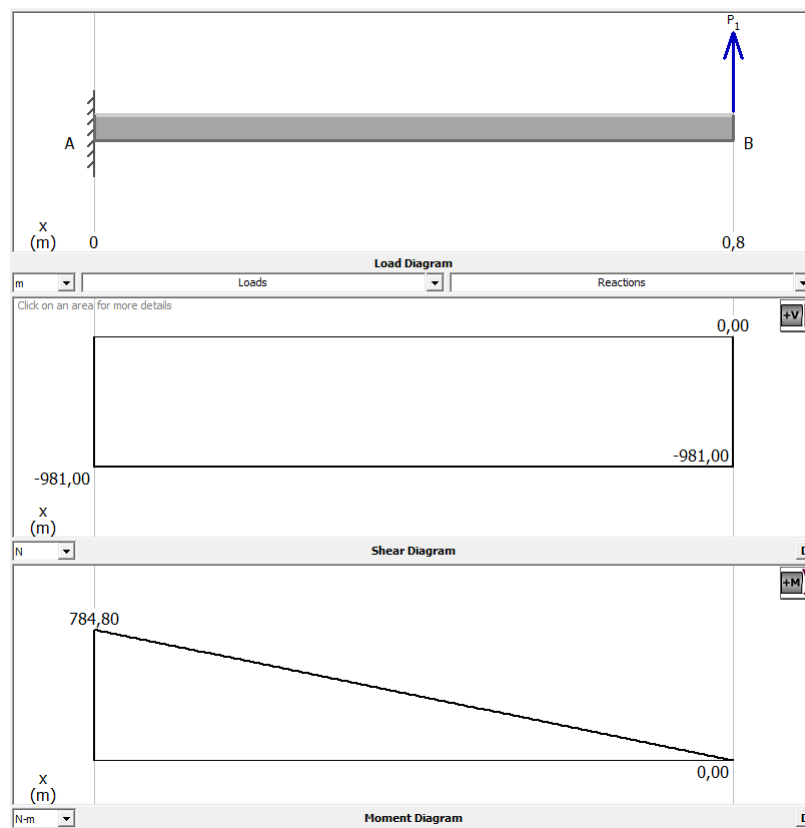 P1
A
B
x
(m)
0
0,8
Load Diagram
m
Loads
Reactions
Click on an area for more details
+V
0,00
-981,00
-981,00
x
(m)
N
Shear Diagram
+M
784,80
0,00
x
(m)
N-m
Moment Diagram